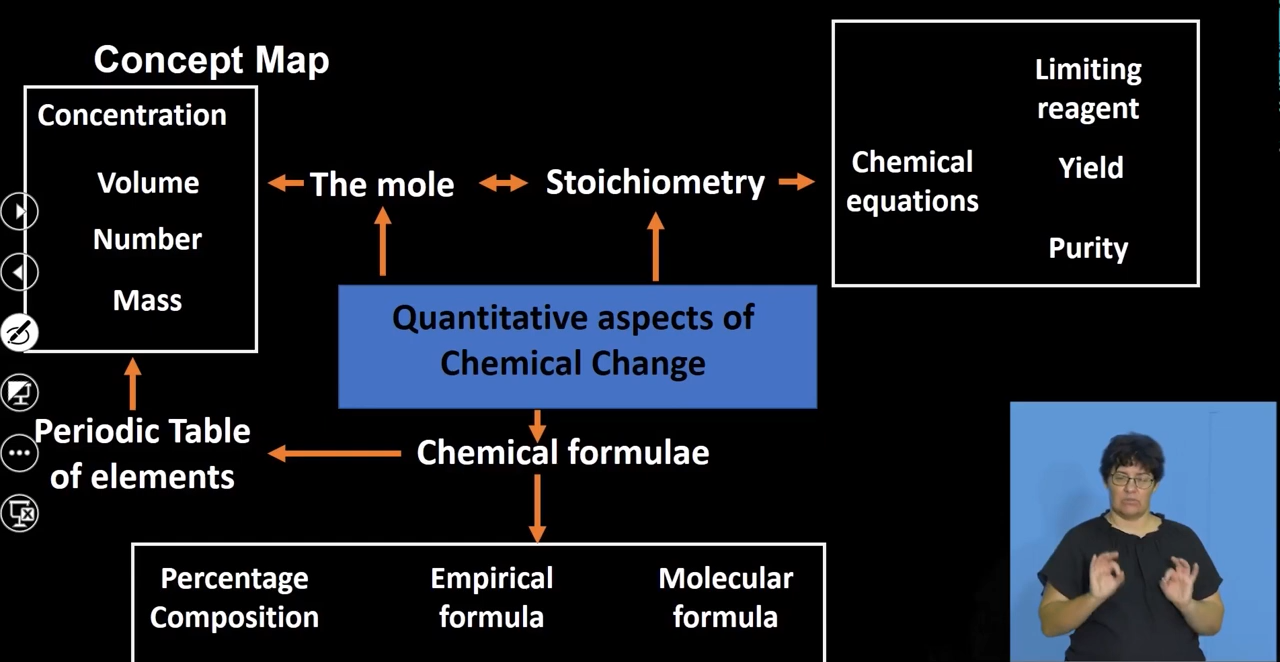 Concept Map
Concentration
Volume
Number
Mass
The mole
Stoichiometry
Chemical
equations
Limiting
reagent
Yield
Purity
Quantitative aspects of
Chemical Change
Periodic Table
of elements
Chemical formulae
Percentage
Composition
Empirical
formula
Molecular
formula